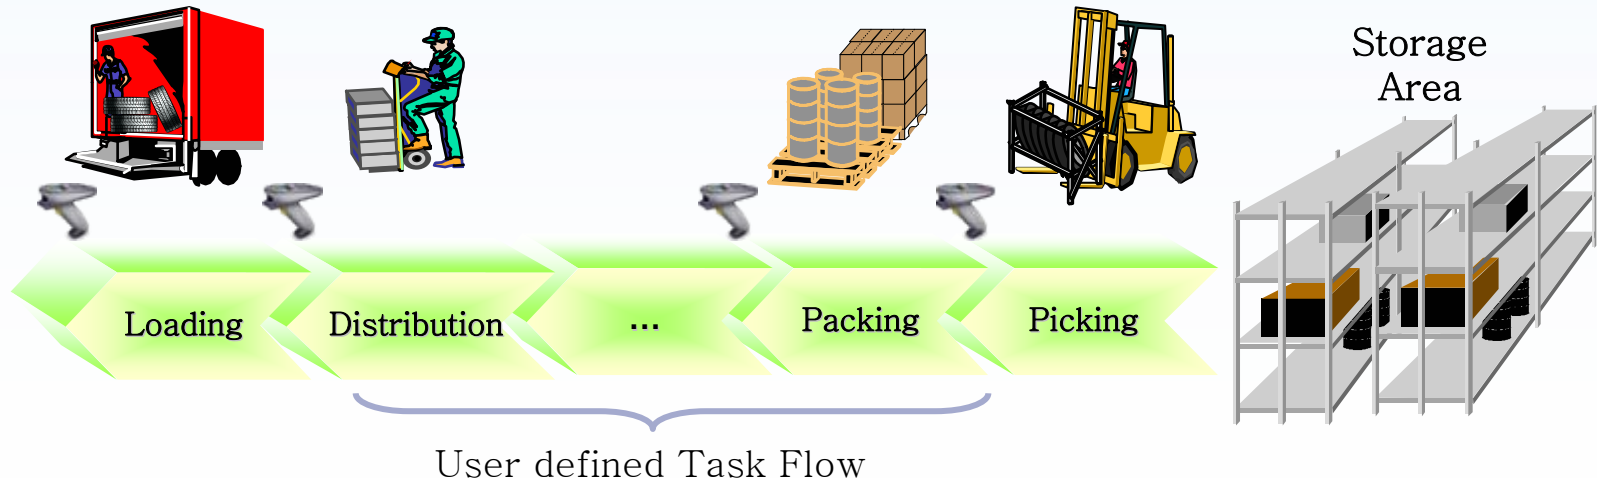 Storage
Area
Loading
Distribution
...
Packing
Picking
User defined Task Flow